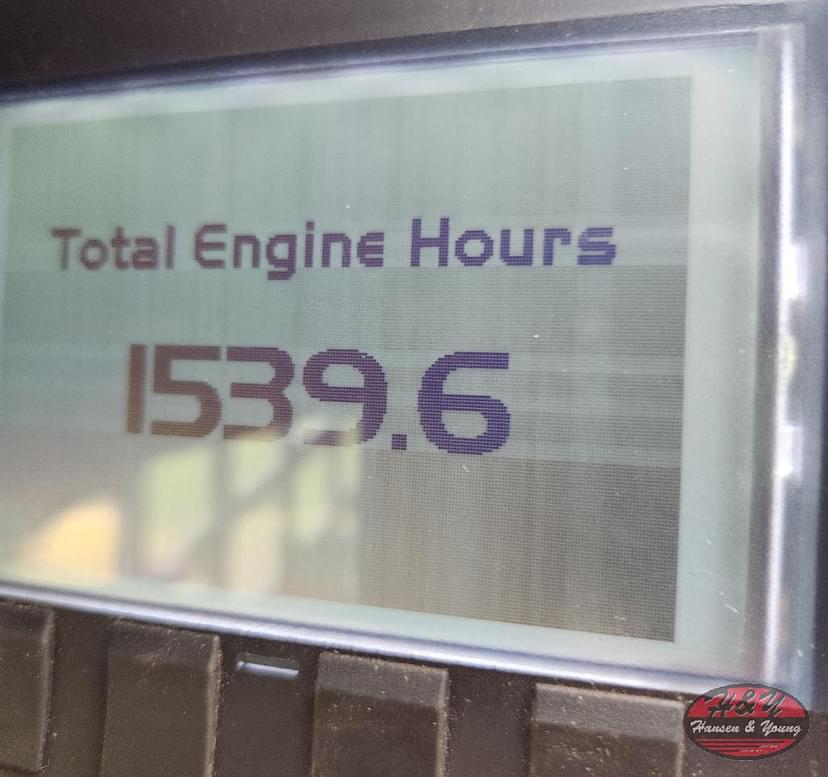 Total Engine Hours
1539.6
H&Y
Hansen & Young